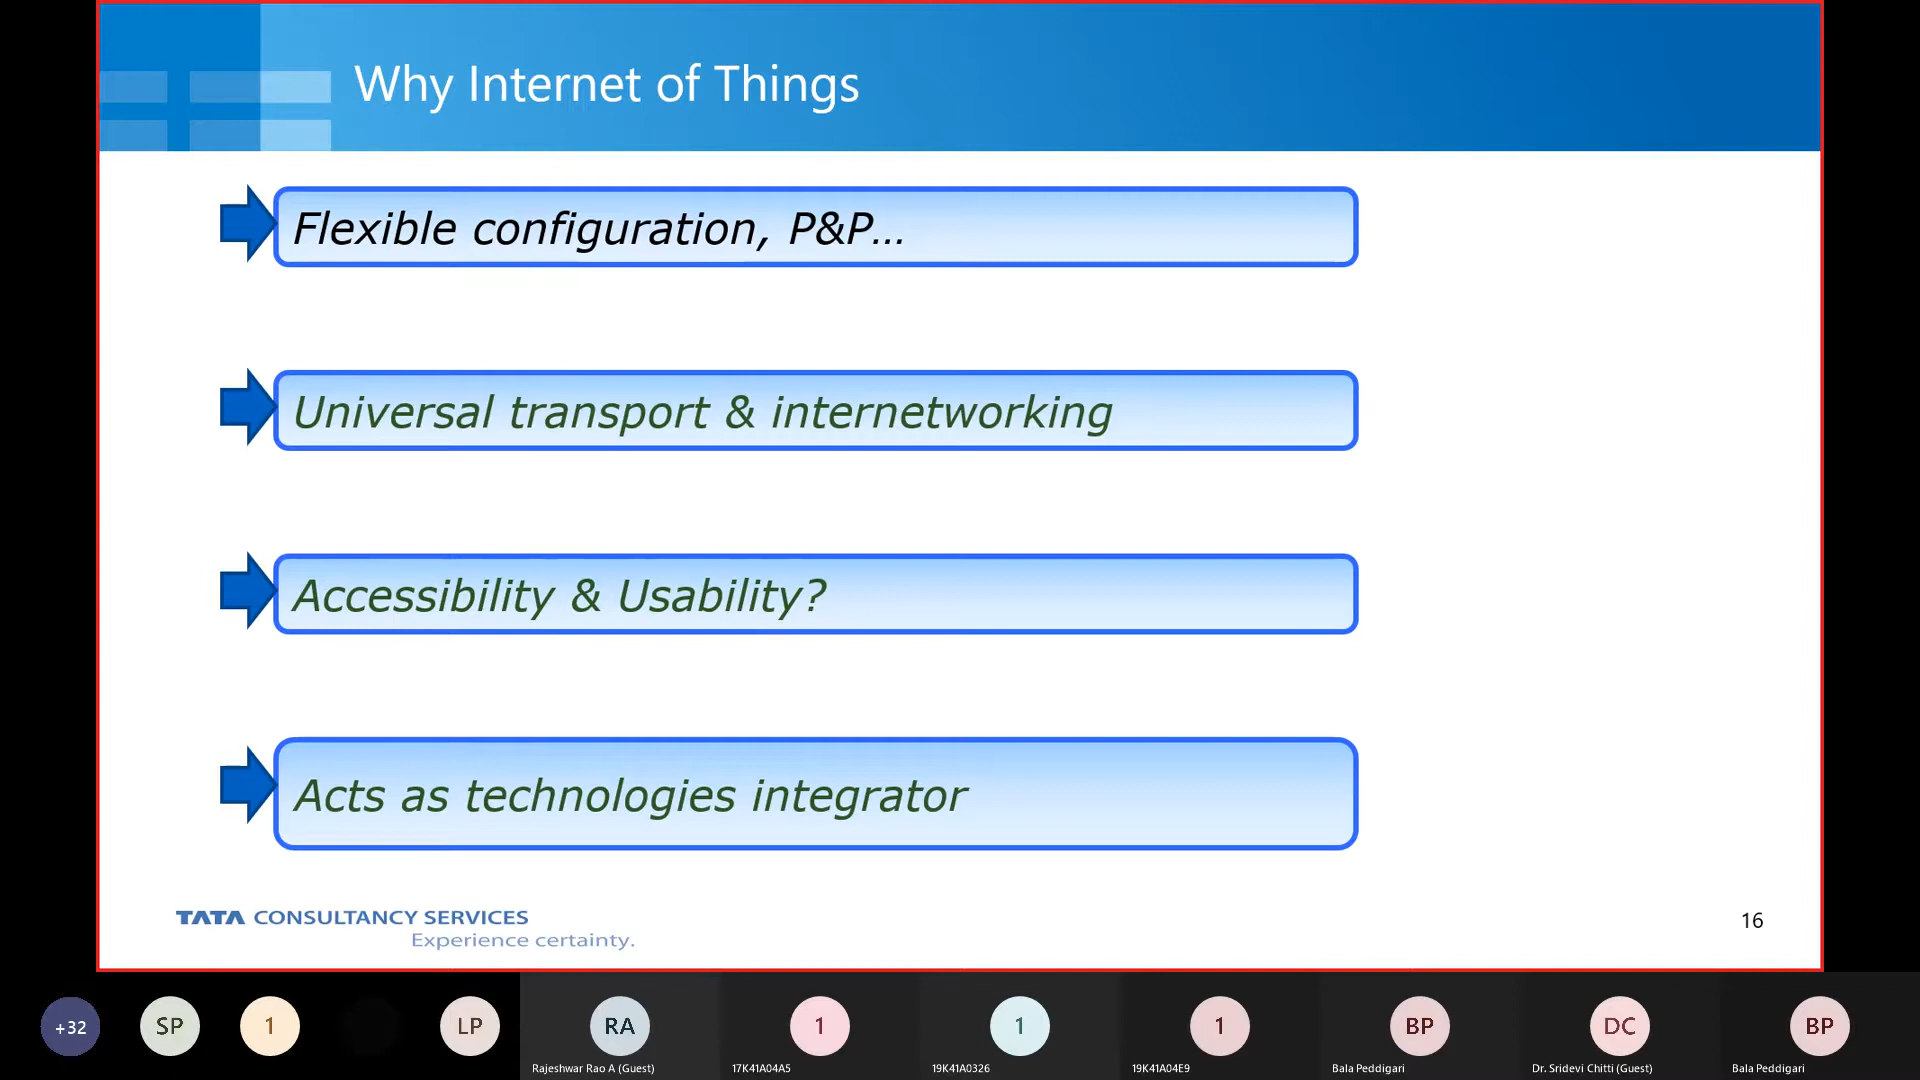 Why Internet of Things
Flexible configuration, P&P...
Universal transport & internetworking
Accessibility & Usability?
Acts as technologies integrator
TATA CONSULTANCY SERVICES
Experience certainty.
16
+32
SP
1
LP
RA
1
1
1
BP
DC
BP
Rajeshwar Rao A (Guest)
17K41A04A5
19K41A0326
19K41A04E9
Bala Peddigari
Dr. Sridevi Chitti (Guest)
Bala Peddigari